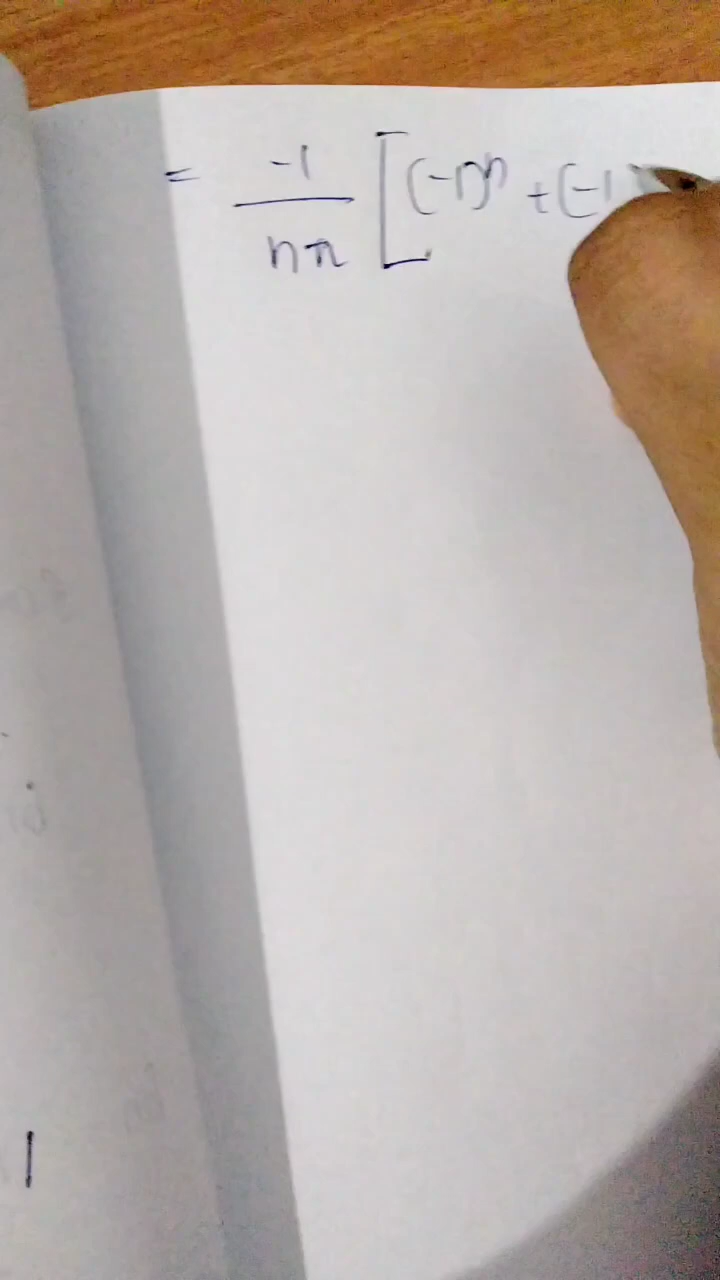 = -1/nπ [(-1)ⁿ + (-1)